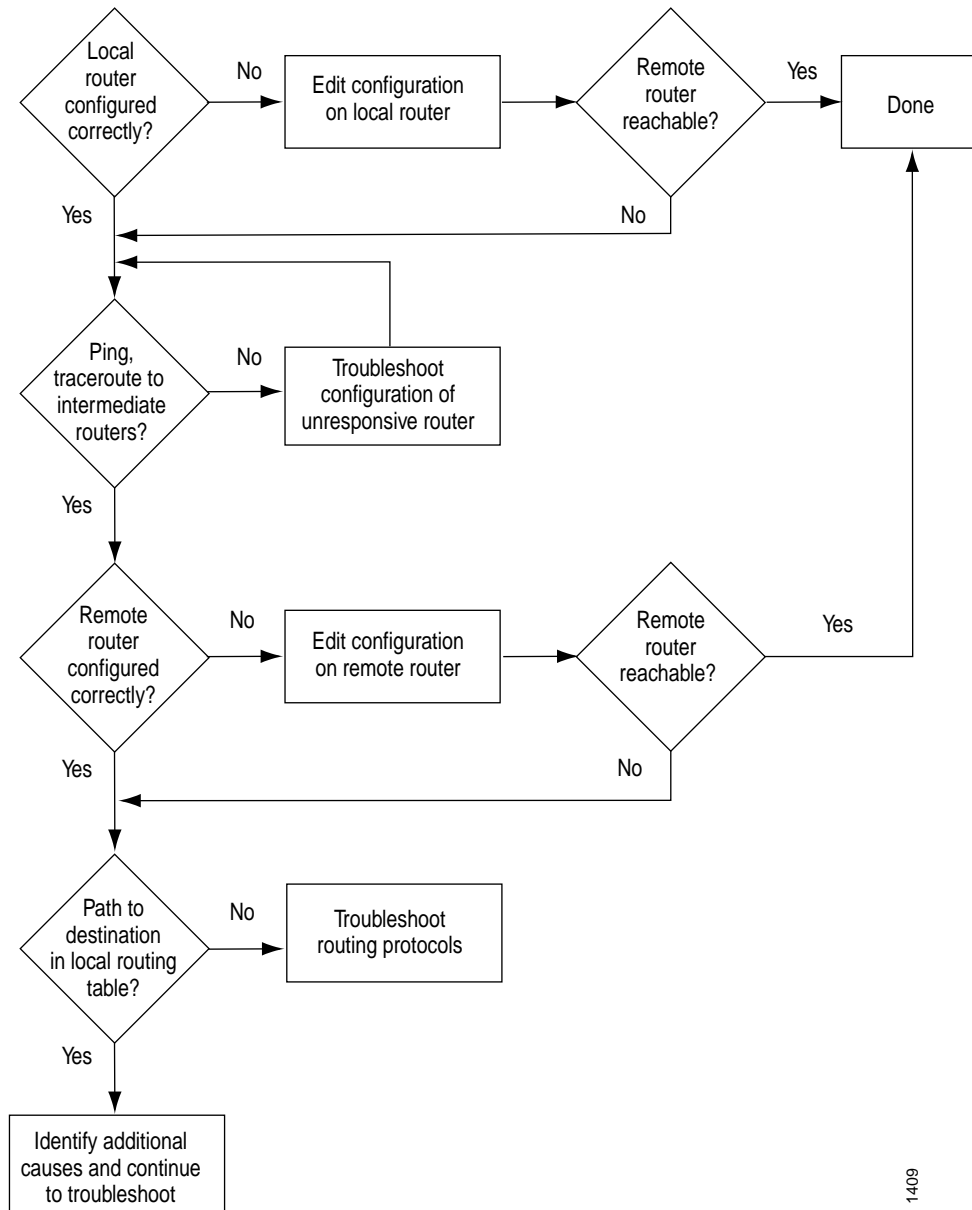 Local
router
configured
correctly?
No
Edit configuration
on local router
Remote
router
reachable?
Yes
Done
Yes
No
Ping,
traceroute to
intermediate
routers?
No
Troubleshoot
configuration of
unresponsive router
Yes
Remote
router
configured
correctly?
No
Edit configuration
on remote router
Remote
router
reachable?
Yes
Yes
No
Path to
destination
in local routing
table?
No
Troubleshoot
routing protocols
Yes
Identify additional
causes and continue
to troubleshoot
1409